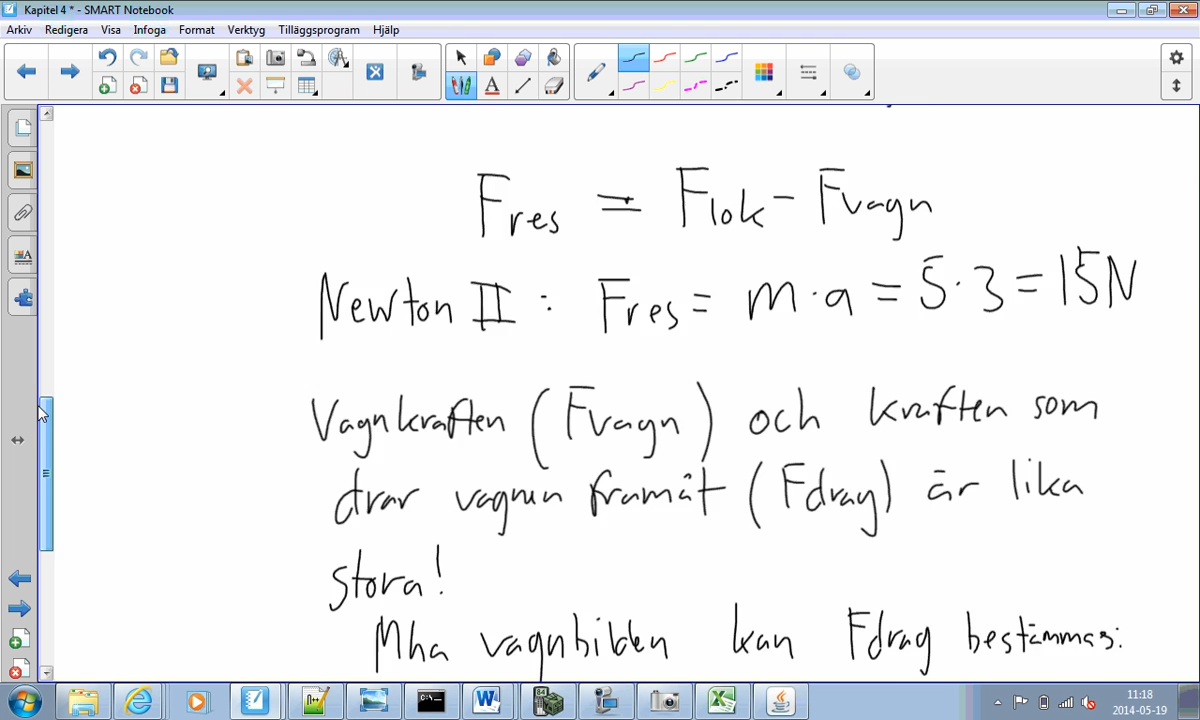 Kapitel 4 * - SMART Notebook
Arkiv Redigera Visa Infoga Format Verktyg Tilläggsprogram Hjälp
Fres = Flok - Fvagn
Newton II : Fres = m · a = 5 · 3 = 15N
Vagnkraften (Fvagn) och kraften som
drar vagnen framåt (Fdrag) är lika
stora!
Mha vagnbilden kan Fdrag bestämmas:
11:18
2014-05-19